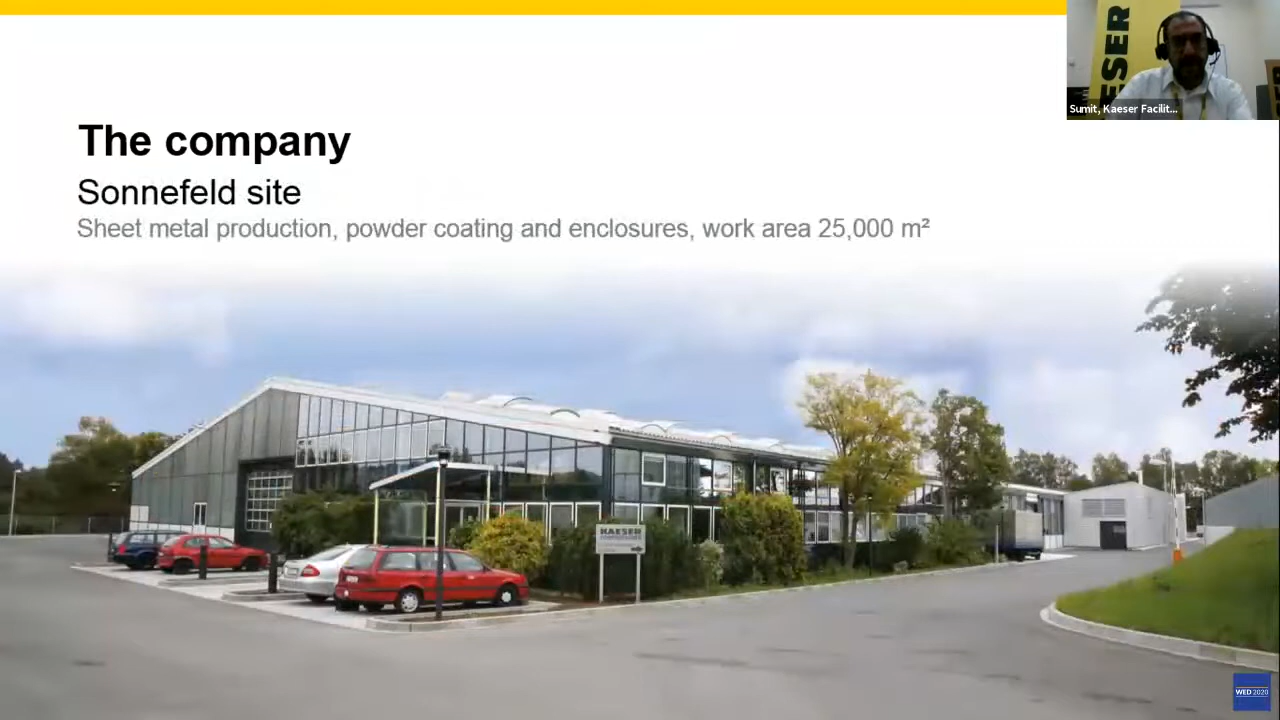 The company
Sonnefeld site
Sheet metal production, powder coating and enclosures, work area 25,000 m²
ESER
Sumit, Kaeser Facilit...
KAESER
WED 2020